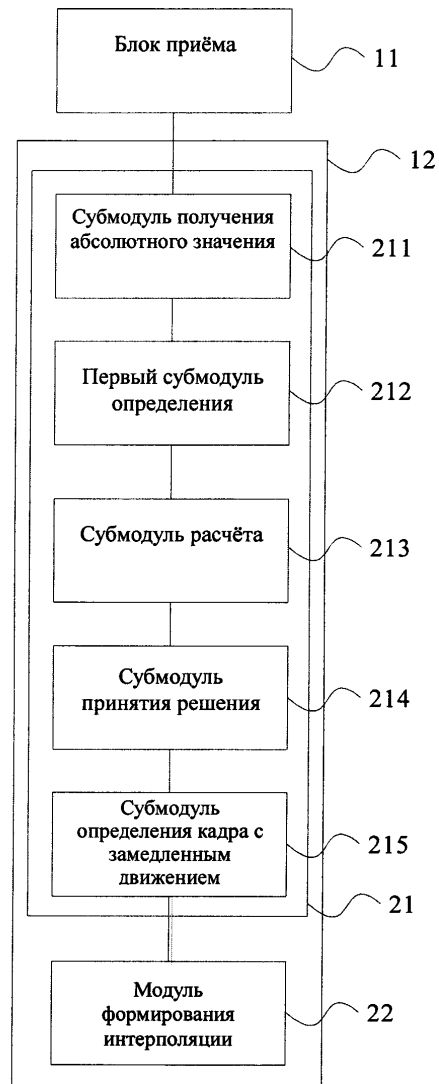 Блок приёма
11
12
Субмодуль получения
абсолютного значения
211
Первый субмодуль
определения
212
Субмодуль расчёта
213
Субмодуль
принятия решения
214
Субмодуль
определения кадра с
замедленным
движением
215
21
Модуль
формирования
интерполяции
22